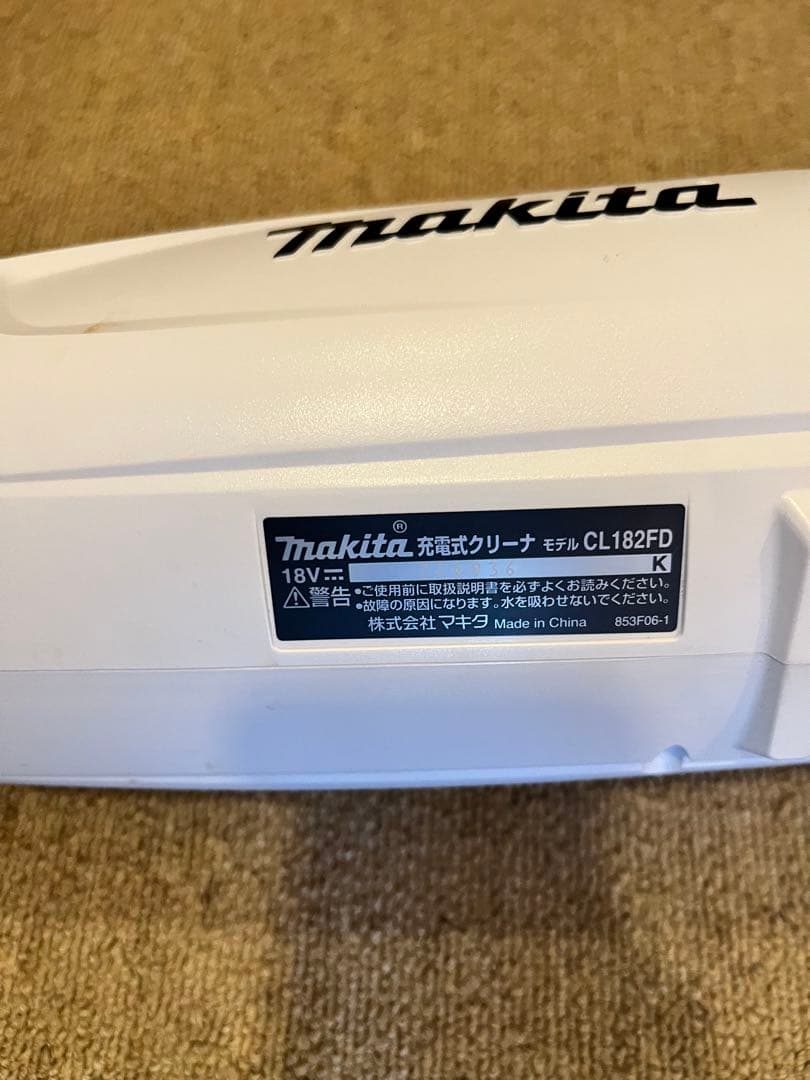 makita
makita® 充電式クリーナ モデル CL182FD
18V K
警告 •ご使用前に取扱説明書を必ずよくお読みください。
•故障の原因になります。水を吸わせないでください。
株式会社 マキタ Made in China 853F06-1